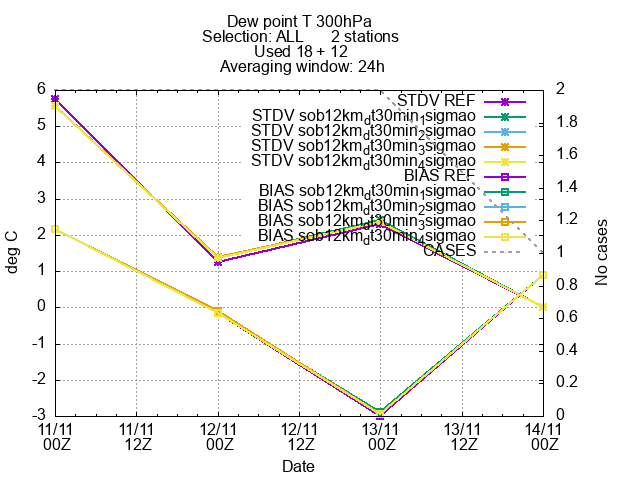 Dew point T 300hPa
Selection: ALL 2 stations
Used 18 + 12
Averaging window: 24h
STDV REF
STDV sob12km_dt30min_1sigmao
STDV sob12km_dt30min_2sigmao
STDV sob12km_dt30min_3sigmao
STDV sob12km_dt30min_4sigmao
BIAS REF
BIAS sob12km_dt30min_1sigmao
BIAS sob12km_dt30min_2sigmao
BIAS sob12km_dt30min_3sigmao
BIAS sob12km_dt30min_4sigmao
CASES
deg C
6
5
4
3
2
1
0
-1
-2
-3
No cases
2
1.8
1.6
1.4
1.2
1
0.8
0.6
0.4
0.2
0
11/11 11/11 12/11 12/11 13/11 13/11 14/11
00Z 12Z 00Z 12Z 00Z 12Z 00Z
Date